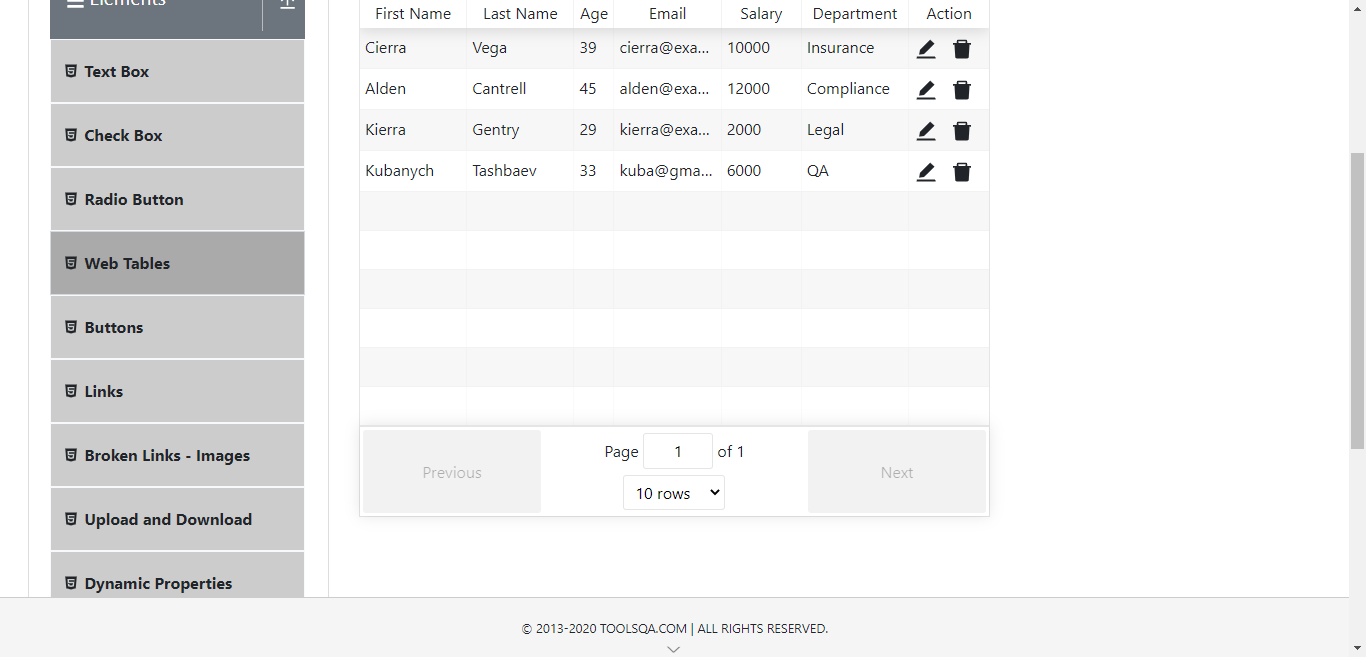 Elements
Text Box
Check Box
Radio Button
Web Tables
Buttons
Links
Broken Links - Images
Upload and Download
Dynamic Properties
First Name Last Name Age Email Salary Department Action
Cierra Vega 39 cierra@exa... 10000 Insurance
Alden Cantrell 45 alden@exa... 12000 Compliance
Kierra Gentry 29 kierra@exa... 2000 Legal
Kubanych Tashbaev 33 kuba@gma... 6000 QA
Previous
Page 1 of 1
10 rows
Next
© 2013-2020 TOOLSQA.COM | ALL RIGHTS RESERVED.